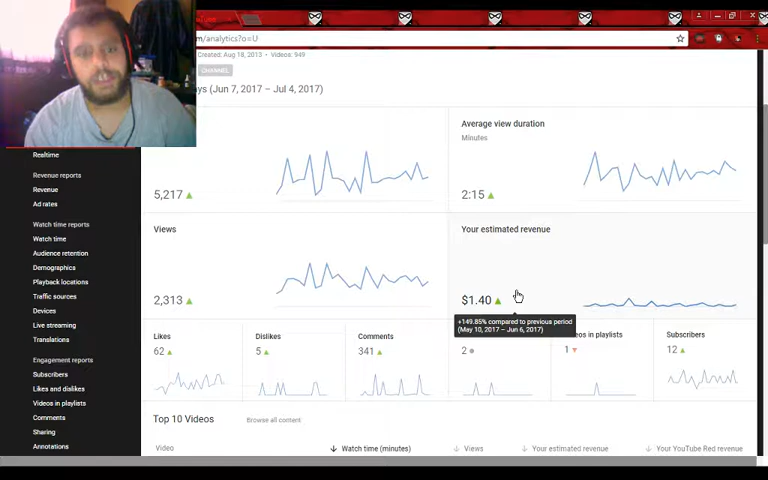 m/analytics?o=U
Created: Aug 18, 2013 • Videos: 949
CHANNEL
ys (Jun 7, 2017 – Jul 4, 2017)
Average view duration
Minutes
5,217
2:15
Views
Your estimated revenue
2,313
$1.40
+149.85% compared to previous period
(May 10, 2017 – Jun 6, 2017)
Likes
Dislikes
Comments
os in playlists
Subscribers
62
5
341
2
1
12
Top 10 Videos
Browse all content
Video
Watch time (minutes)
Views
Your estimated revenue
Your YouTube Red revenue
Realtime
Revenue reports
Revenue
Ad rates
Watch time reports
Watch time
Audience retention
Demographics
Playback locations
Traffic sources
Devices
Live streaming
Translations
Engagement reports
Subscribers
Likes and dislikes
Videos in playlists
Comments
Sharing
Annotations